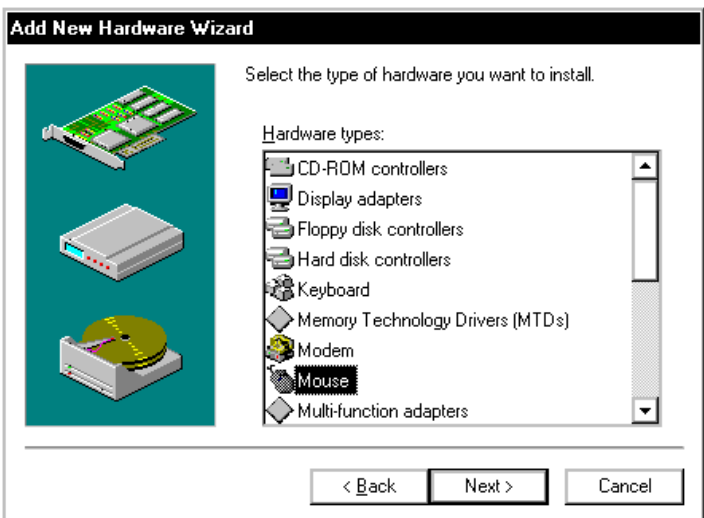 Add New Hardware Wizard
Select the type of hardware you want to install.
Hardware types:
CD-ROM controllers
Display adapters
Floppy disk controllers
Hard disk controllers
Keyboard
Memory Technology Drivers (MTDs)
Modem
Mouse
Multi-function adapters
< Back Next > Cancel